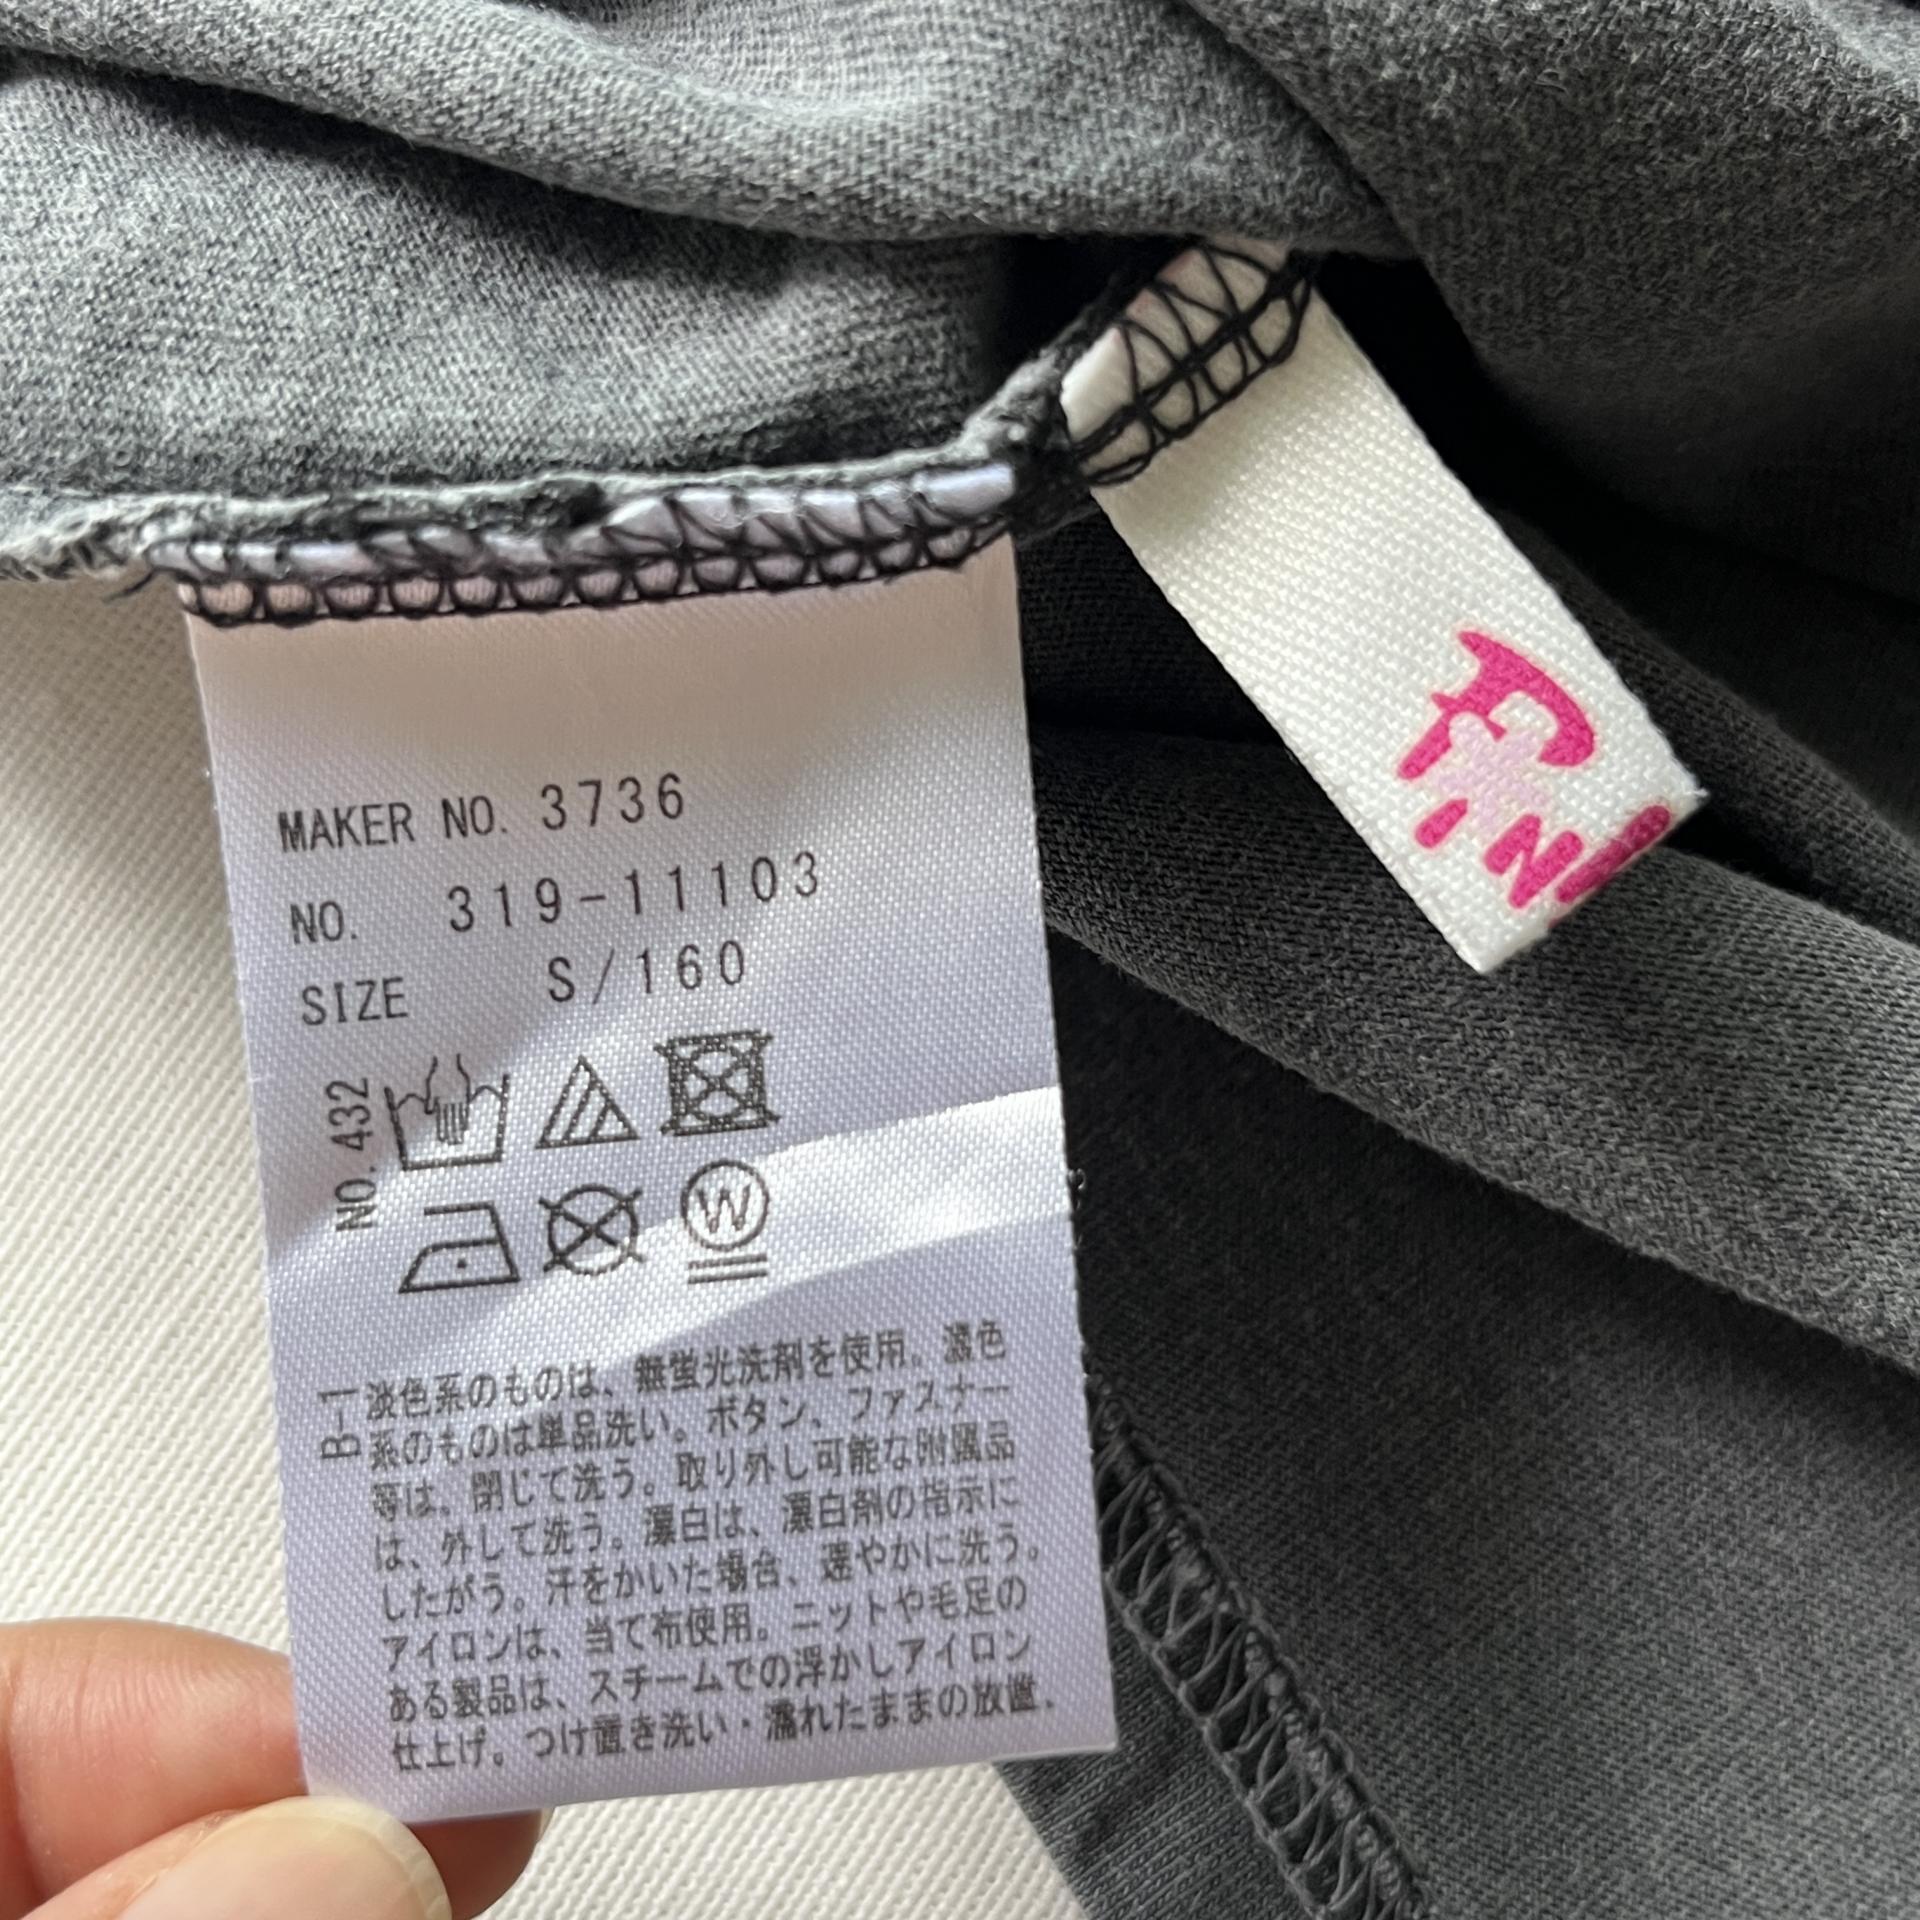 MAKER NO. 3736
NO. 319-11103
SIZE S/160
NO. 432
W
B-1
淡色系のものは、無蛍光洗剤を使用。濃色
系のものは単品洗い。ボタン、ファスナー
等は、閉じて洗う。取り外し可能な附属品
は、外して洗う。漂白は、漂白剤の指示に
したがう。汗をかいた場合、速やかに洗う。
アイロンは、当て布使用。ニットや毛足の
ある製品は、スチームでの浮かしアイロン
仕上げ。つけ置き洗い・濡れたままの放置.